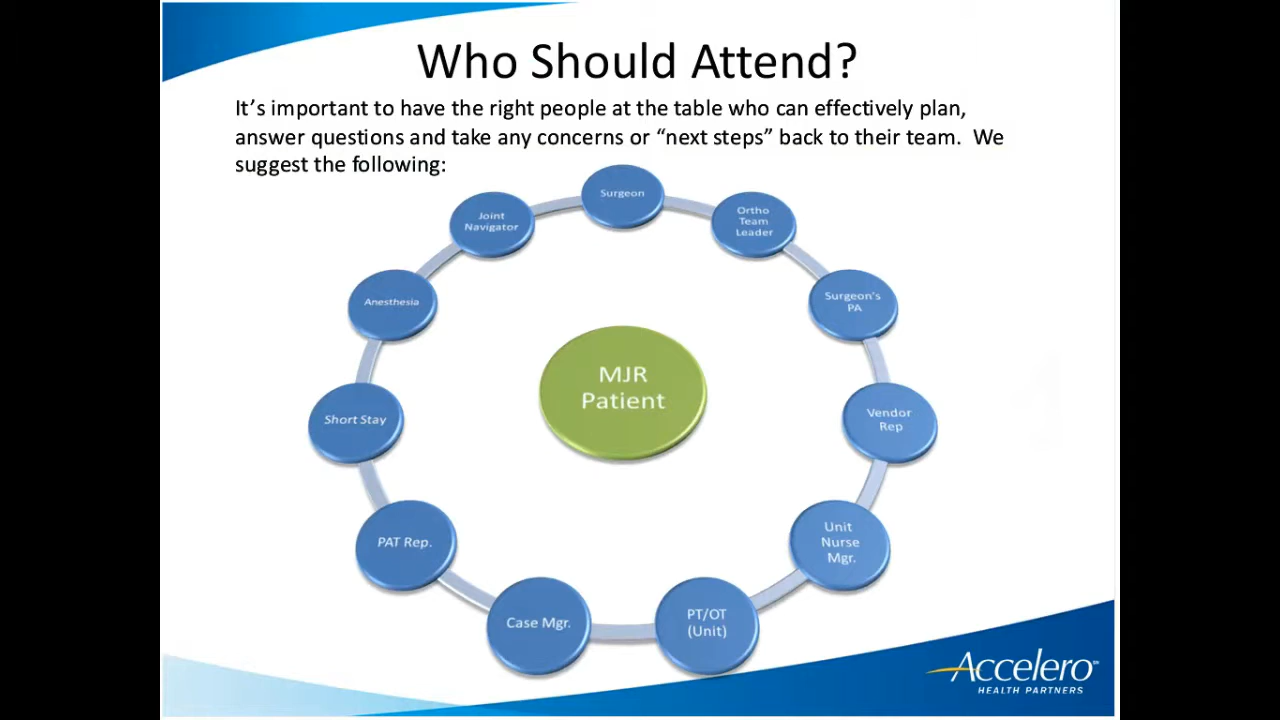 Who Should Attend?
It's important to have the right people at the table who can effectively plan,
answer questions and take any concerns or “next steps” back to their team.  We
suggest the following:
Surgeon
Ortho
Team
Leader
Surgeon's
PA
Vendor
Rep
Unit
Nurse
Mgr.
PT/OT
(Unit)
Case Mgr.
PAT Rep.
Short Stay
Anesthesia
Joint
Navigator
MJR
Patient
Accelero℠
HEALTH PARTNERS